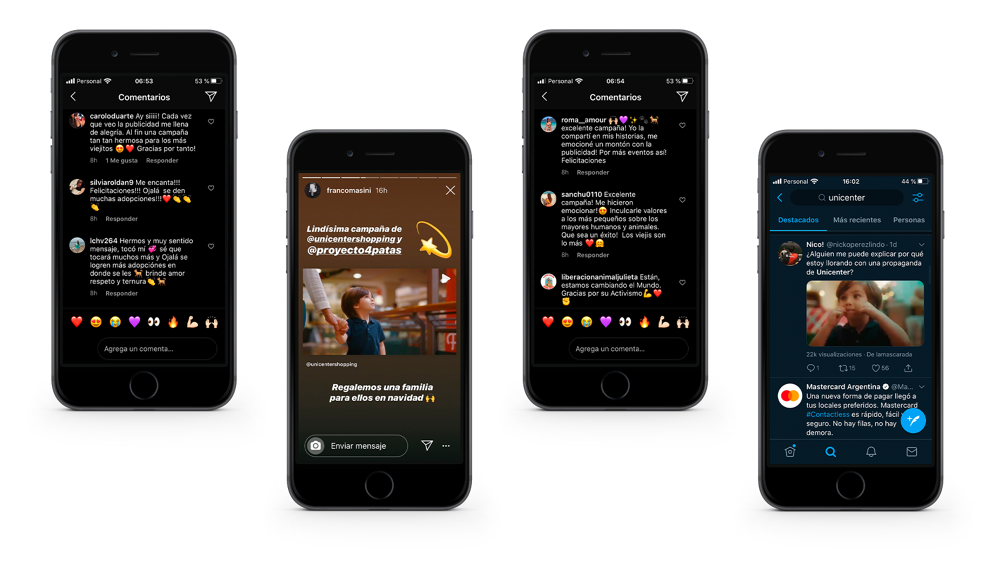 Personal 06:53 53 %
Comentarios
caroloduarte Ay siiii! Cada vez
que veo la publicidad me llena
de alegría. Al fin una campaña
tan tan hermosa para los más
viejitos 😍❤️ Gracias por tanto!
8h 1 Me gusta Responder
silviaroldan9 Me encanta!!!
Felicitaciones!!! Ojalá se den
muchas adopciones!!!❤️👏👏
👏
8h Responder
lchv264 Hermos y muy sentido
mensaje, tocó mí 💞 sé que
tocará muchos más y Ojalá se
logren más adopciónes en
donde se les 🐕 brinde amor
respeto y ternura👏🐕
8h Responder
❤️ 😍 😭 💜 👀 🔥 💪 🙌
Agrega un comenta...
francomasini 16h
Lindísima campaña de
@unicentershopping y
@proyecto4patas
@unicentershopping
Regalemos una familia
para ellos en navidad 🙌
Enviar mensaje
Personal 06:54 53 %
Comentarios
roma__amour 🙌💜✨🐾🐕
excelente campaña! Yo la
compartí en mis historias, me
emocioné un montón con la
publicidad! Por más eventos asi!
Felicitaciones
8h Responder
sanchu0110 Excelente
campaña! Me hicieron
emocionar!😍 Inculcarle valores
a los más pequeños sobre los
mayores humanos y animales.
Que sea un éxito! Los viejis son
lo más ❤️🤗
8h Responder
liberacionanimaljulieta Están,
estamos cambiando el Mundo.
Gracias por su Activismo💪❤️
✊
8h Responder
❤️ 😍 😭 💜 👀 🔥 💪 🙌
Agrega un comenta...
Personal 16:02 44 %
unicenter
Destacados Más recientes Personas
Nico! @nickoperezlindo · 1d
¿Alguien me puede explicar por qué
estoy llorando con una propaganda
de Unicenter?
22k visualizaciones · De lamascarada
1 15 56
Mastercard Argentina @Ma...
Una nueva forma de pagar llegó a
tus locales preferidos. Mastercard
#Contactless es rápido, fácil y
seguro. No hay filas, no hay
demora.